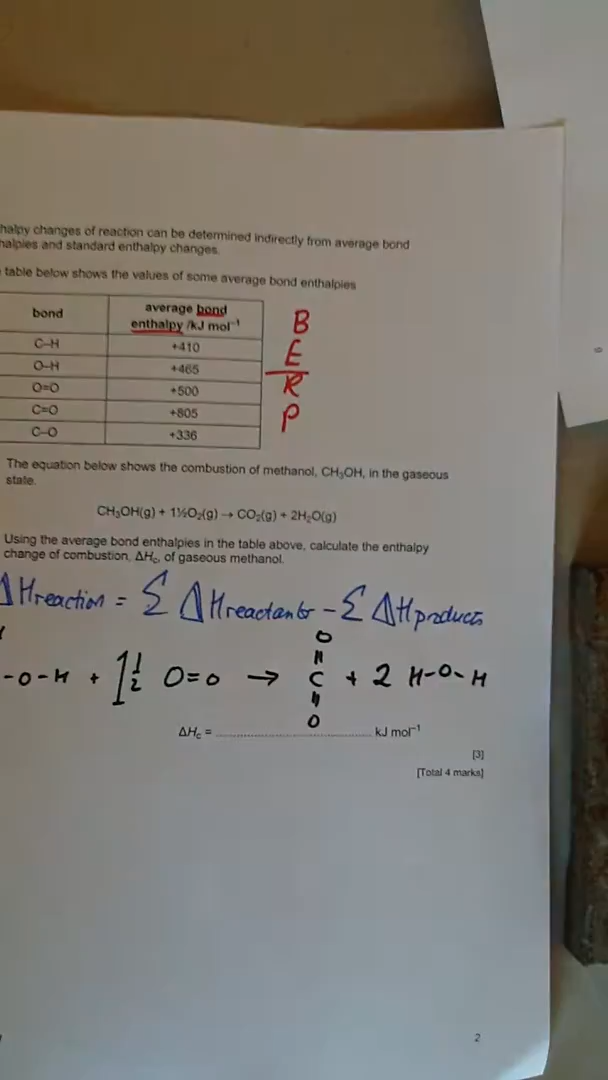 halpy changes of reaction can be determined indirectly from average bond
halpies and standard enthalpy changes.
table below shows the values of some average bond enthalpies
bond average bond enthalpy /kJ mol⁻¹
C–H +410
O–H +465
O=O +500
C=O +805
C–O +336
B
E
R
P
The equation below shows the combustion of methanol, CH₃OH, in the gaseous
state.
CH₃OH(g) + 1½O₂(g) → CO₂(g) + 2H₂O(g)
Using the average bond enthalpies in the table above, calculate the enthalpy
change of combustion, ΔHc, of gaseous methanol.
ΔHreaction = Σ ΔHreactants - Σ ΔHproducts
-O-H + 1½ O=O → O=C=O + 2 H-O-H
ΔHc = ........................................ kJ mol⁻¹
[3]
[Total 4 marks]
2